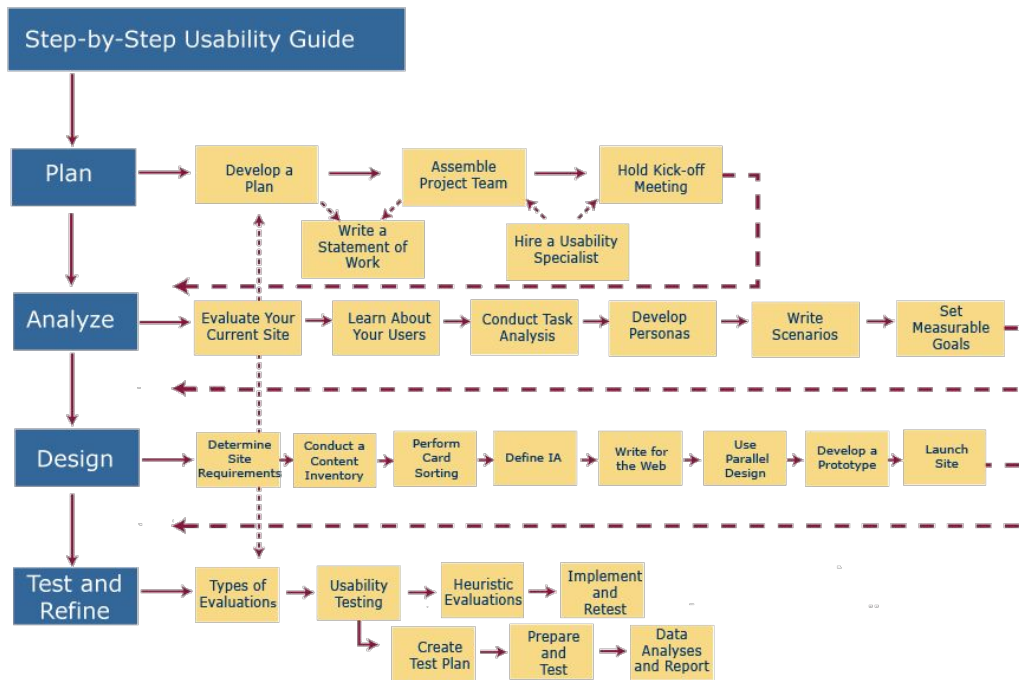 Step-by-Step Usability Guide
Plan
Develop a
Plan
Assemble
Project Team
Hold Kick-off
Meeting
Write a
Statement of
Work
Hire a Usability
Specialist
Analyze
Evaluate Your
Current Site
Learn About
Your Users
Conduct Task
Analysis
Develop
Personas
Write
Scenarios
Set
Measurable
Goals
Design
Determine
Site
Requirements
Conduct a
Content
Inventory
Perform
Card
Sorting
Define IA
Write for
the Web
Use
Parallel
Design
Develop a
Prototype
Launch
Site
Test and
Refine
Types of
Evaluations
Usability
Testing
Heuristic
Evaluations
Implement
and
Retest
Create
Test Plan
Prepare
and
Test
Data
Analyses
and Report